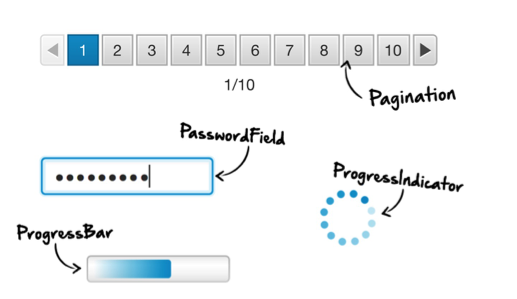 1 2 3 4 5 6 7 8 9 10
1/10
Pagination
PasswordField
ProgressIndicator
ProgressBar